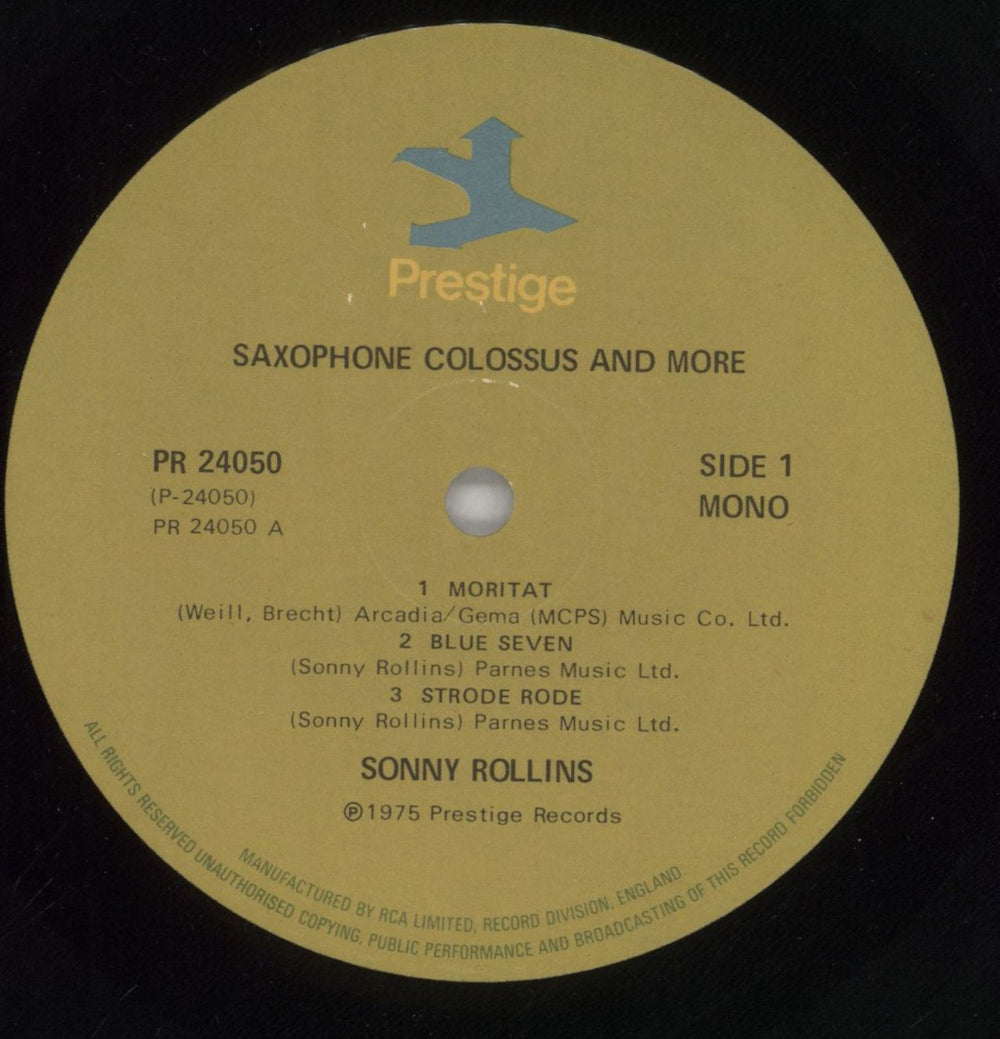 Prestige
SAXOPHONE COLOSSUS AND MORE
PR 24050
(P-24050)
PR 24050 A
SIDE 1
MONO
1 MORITAT
(Weill, Brecht) Arcadia/Gema (MCPS) Music Co. Ltd.
2 BLUE SEVEN
(Sonny Rollins) Parnes Music Ltd.
3 STRODE RODE
(Sonny Rollins) Parnes Music Ltd.
SONNY ROLLINS
℗1975 Prestige Records
MANUFACTURED BY RCA LIMITED, RECORD DIVISION, ENGLAND
ALL RIGHTS RESERVED UNAUTHORISED COPYING, PUBLIC PERFORMANCE AND BROADCASTING OF THIS RECORD FORBIDDEN